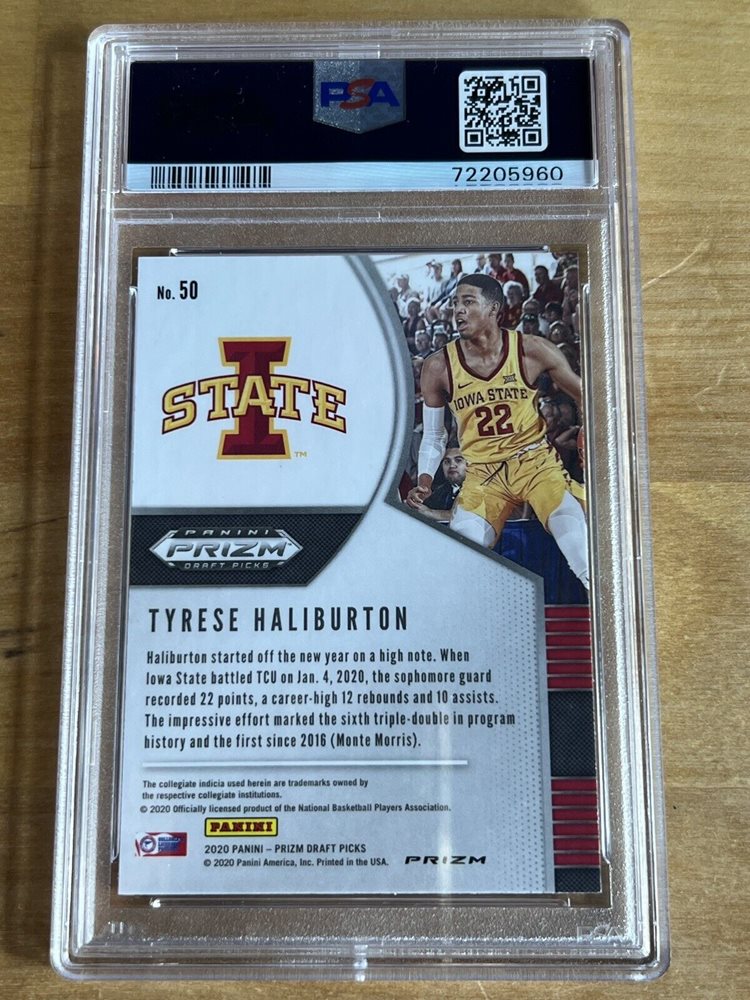 PSA
72205960
No. 50
I
STATE
TM
IOWA STATE
22
PANINI
PRIZM
DRAFT PICKS
TYRESE HALIBURTON
Haliburton started off the new year on a high note. When
Iowa State battled TCU on Jan. 4, 2020, the sophomore guard
recorded 22 points, a career-high 12 rebounds and 10 assists.
The impressive effort marked the sixth triple-double in program
history and the first since 2016 (Monte Morris).
The collegiate indicia used herein are trademarks owned by
the respective collegiate institutions.
© 2020 Officially licensed product of the National Basketball Players Association.
PANINI
2020 PANINI – PRIZM DRAFT PICKS
© 2020 Panini America, Inc. Printed in the USA.
PRIZM
PSA